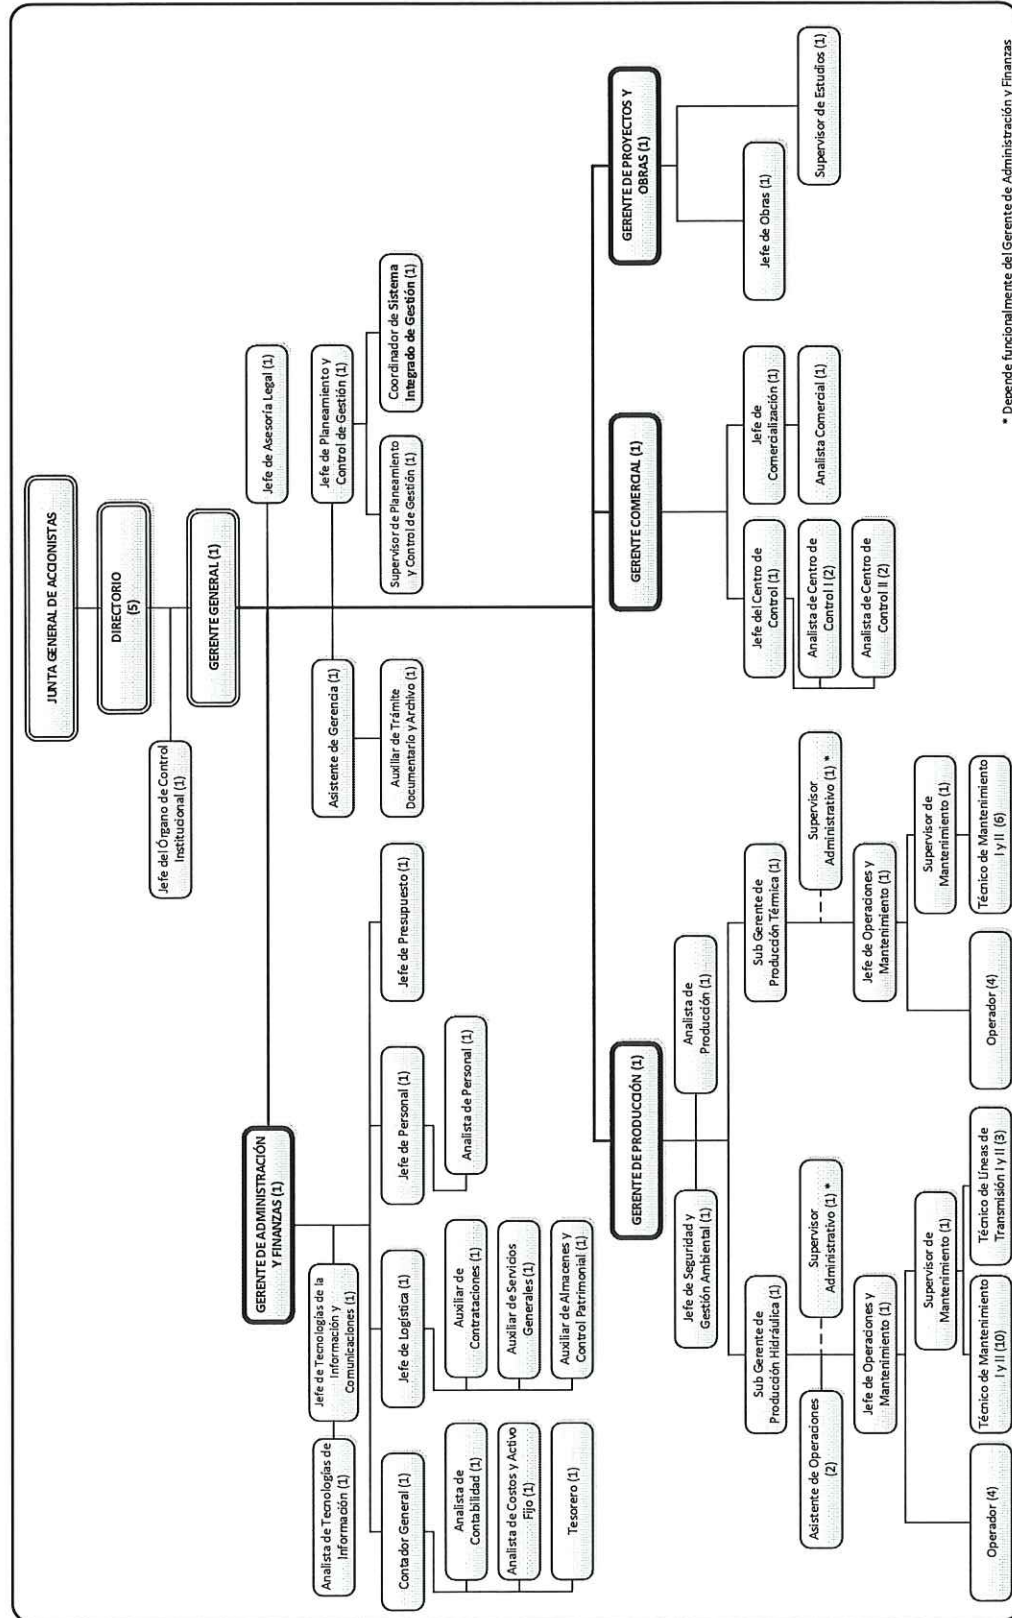 JUNTA GENERAL DE ACCIONISTAS
DIRECTORIO
(5)
Jefe del Órgano de Control
Institucional (1)
GERENTE GENERAL (1)
GERENTE DE ADMINISTRACIÓN
Y FINANZAS (1)
Jefe de Asesoría Legal (1)
Asistente de Gerencia (1)
Jefe de Planeamiento y
Control de Gestión (1)
Auxiliar de Trámite
Documentario y Archivo (1)
Supervisor de Planeamiento
y Control de Gestión (1)
Coordinador de Sistema
Integrado de Gestión (1)
Analista de Tecnologías de
Información (1)
Jefe de Tecnologías de la
Información y
Comunicaciones (1)
Contador General (1)
Jefe de Logística (1)
Jefe de Personal (1)
Jefe de Presupuesto (1)
Analista de
Contabilidad (1)
Analista de Costos y Activo
Fijo (1)
Tesorero (1)
Auxiliar de
Contrataciones (1)
Auxiliar de Servicios
Generales (1)
Auxiliar de Almacenes y
Control Patrimonial (1)
Analista de Personal (1)
GERENTE DE PRODUCCIÓN (1)
GERENTE COMERCIAL (1)
GERENTE DE PROYECTOS Y
OBRAS (1)
Jefe de Seguridad y
Gestión Ambiental (1)
Analista de
Producción (1)
Sub Gerente de
Producción Hidráulica (1)
Sub Gerente de
Producción Térmica (1)
Asistente de Operaciones
(2)
Supervisor
Administrativo (1) *
Supervisor
Administrativo (1) *
Jefe de Operaciones y
Mantenimiento (1)
Jefe de Operaciones y
Mantenimiento (1)
Supervisor de
Mantenimiento (1)
Supervisor de
Mantenimiento (1)
Operador (4)
Técnico de Mantenimiento
I y II (10)
Técnico de Líneas de
Transmisión I y II (3)
Operador (4)
Técnico de Mantenimiento
I y II (6)
Jefe del Centro de
Control (1)
Jefe de
Comercialización (1)
Analista de Centro de
Control I (2)
Analista Comercial (1)
Analista de Centro de
Control II (2)
Jefe de Obras (1)
Supervisor de Estudios (1)
* Depende funcionalmente del Gerente de Administración y Finanzas